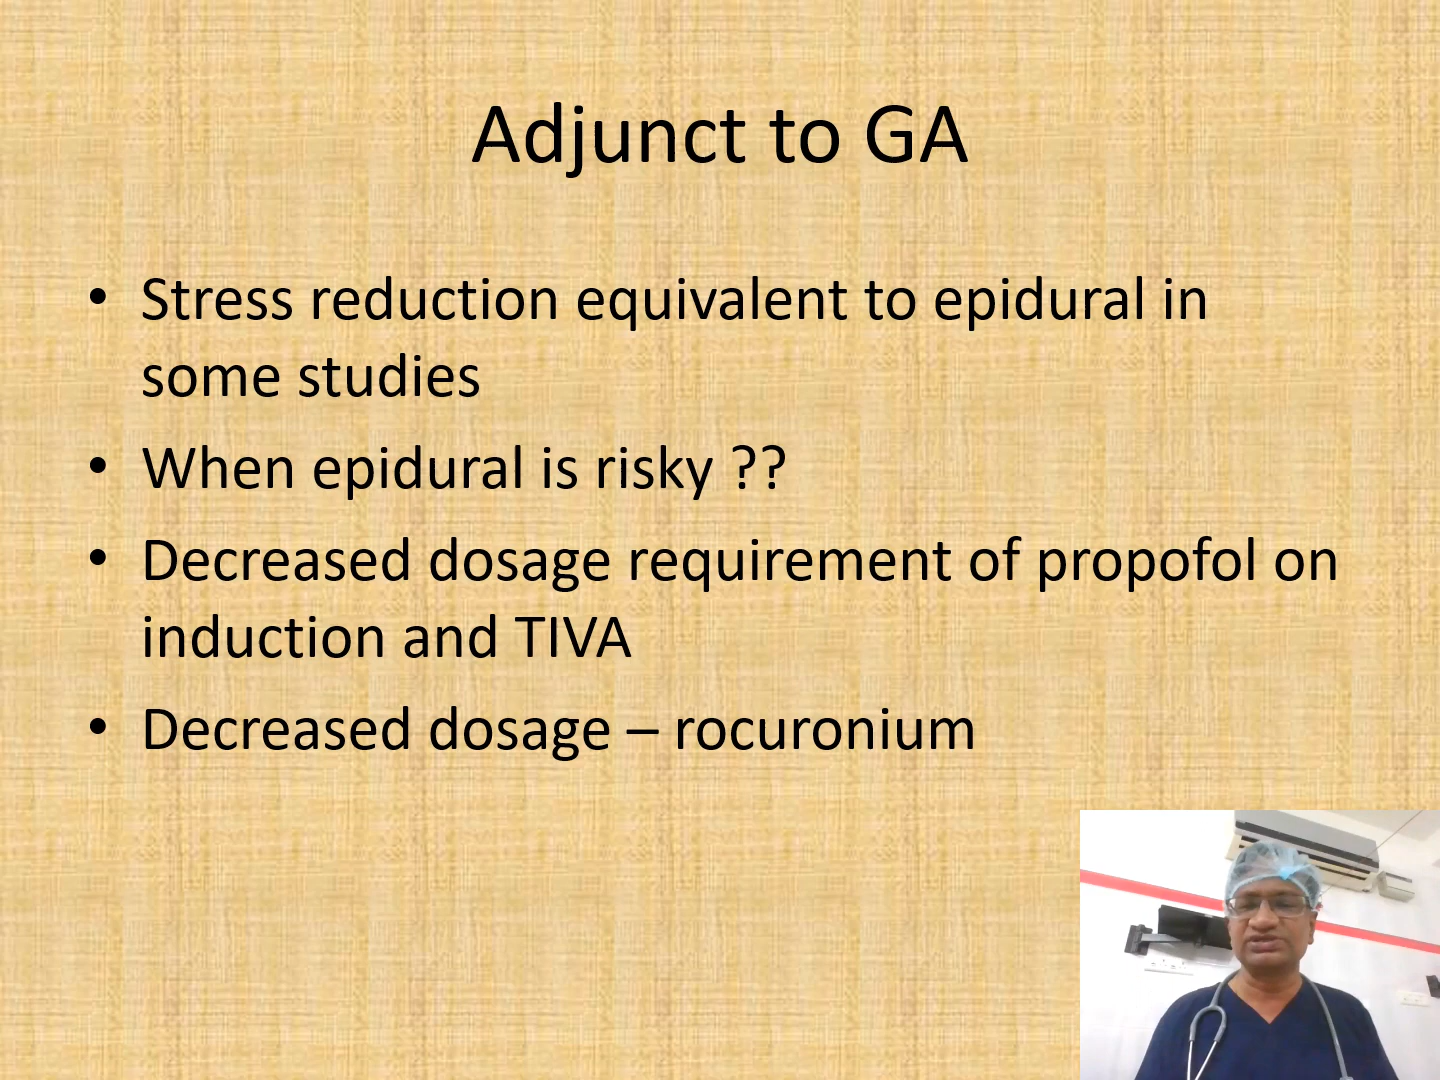 Adjunct to GA
• Stress reduction equivalent to epidural in
some studies
• When epidural is risky ??
• Decreased dosage requirement of propofol on
induction and TIVA
• Decreased dosage – rocuronium